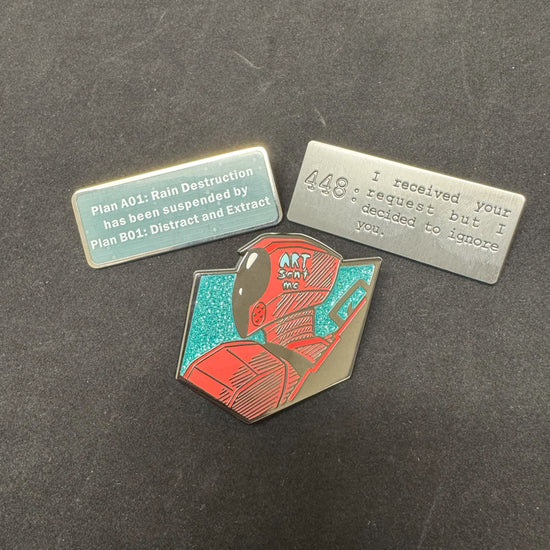 Plan A01: Rain Destruction
has been suspended by
Plan B01: Distract and Extract
448: I received your
request but I
decided to ignore
you.
ART
sent
me